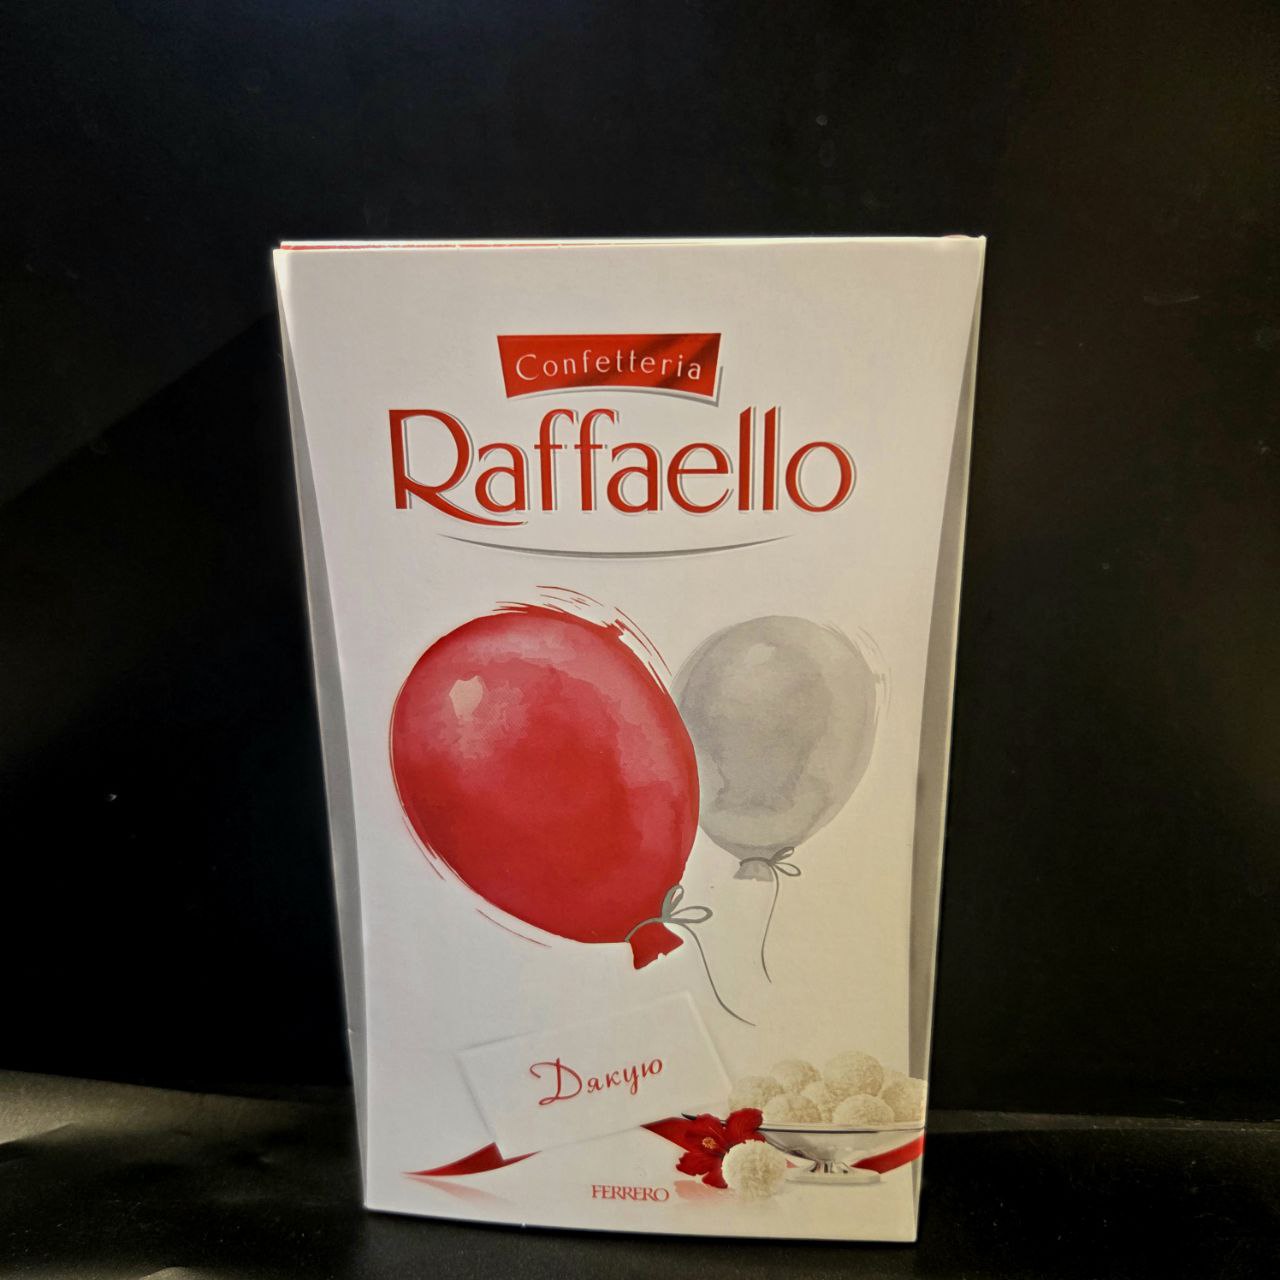 Confetteria
Raffaello
Дякую
FERRERO